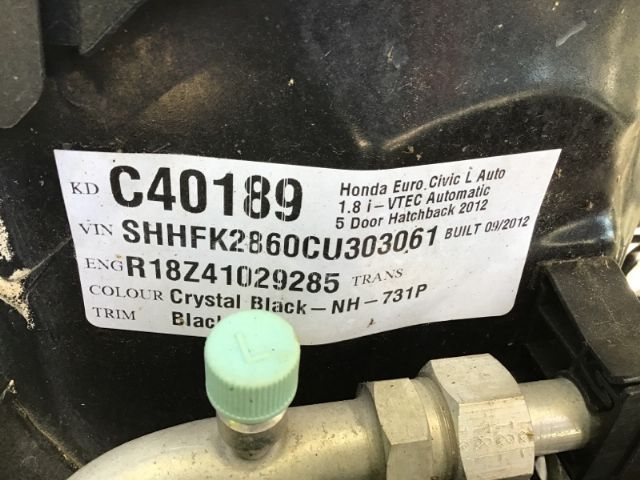 KD C40189
Honda Euro Civic L Auto
1.8 i-VTEC Automatic
5 Door Hatchback 2012
VIN SHHFK2860CU303061 BUILT 09/2012
ENG R18Z41029285 TRANS
COLOUR Crystal Black-NH-731P
TRIM Black
L